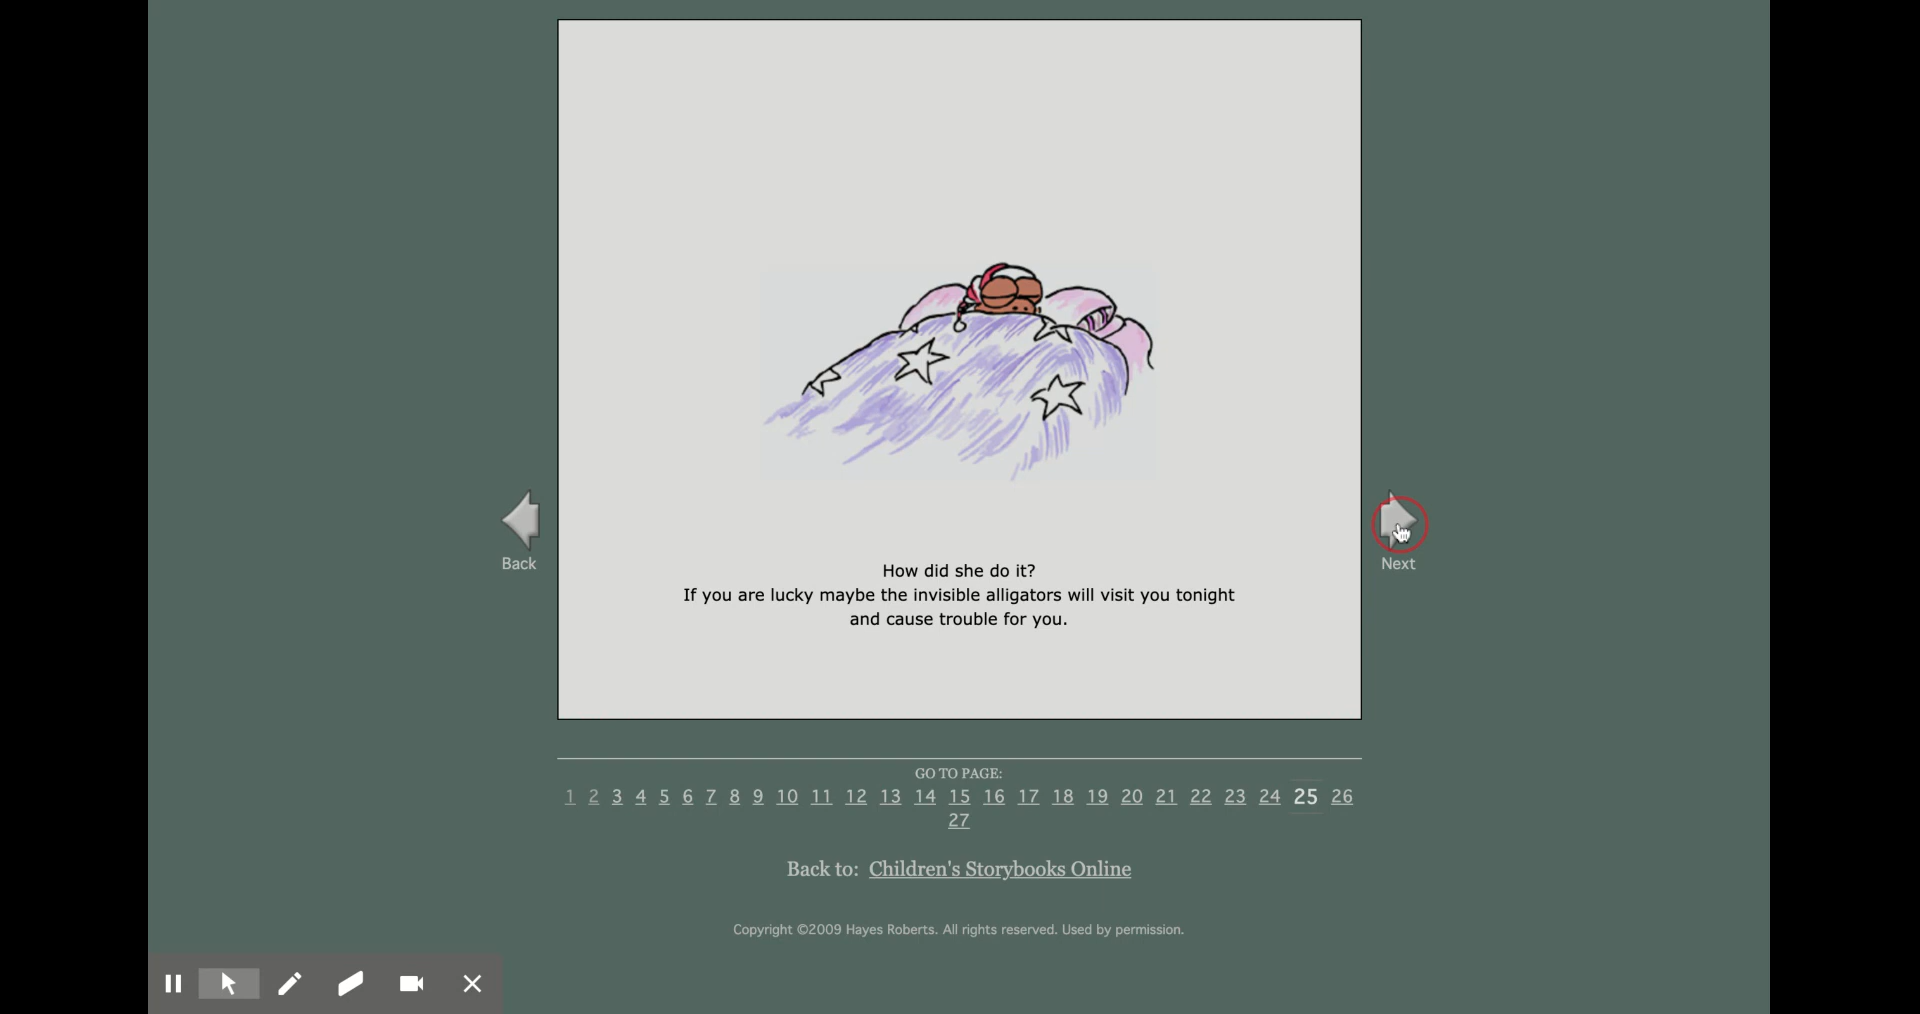 How did she do it?
If you are lucky maybe the invisible alligators will visit you tonight
and cause trouble for you.
Back
Next
GO TO PAGE:
1 2 3 4 5 6 7 8 9 10 11 12 13 14 15 16 17 18 19 20 21 22 23 24 25 26
27
Back to: Children's Storybooks Online
Copyright ©2009 Hayes Roberts. All rights reserved. Used by permission.